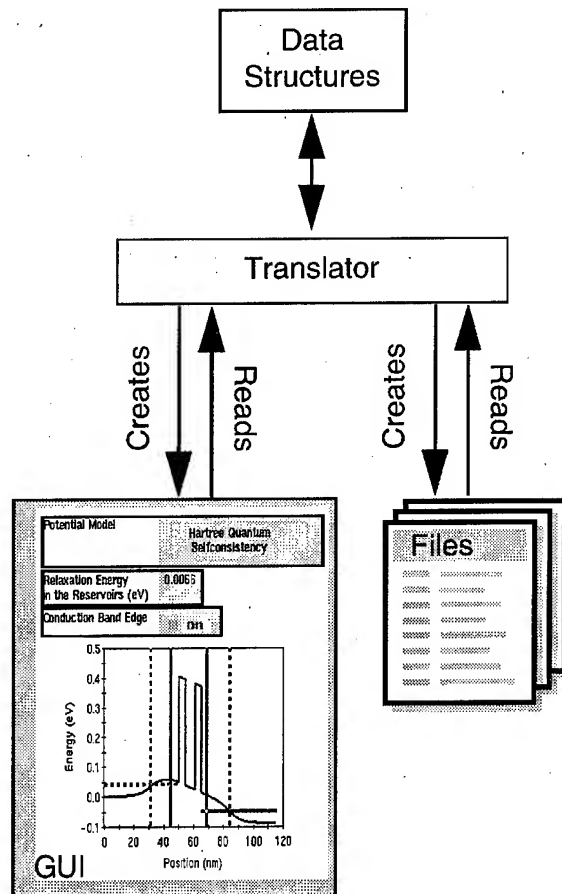 Data
Structures
Translator
Creates
Reads
Creates
Reads
Potential Model
Hartree Quantum
Selfconsistency
Relaxation Energy
in the Reservoirs (eV)
0.0066
Conduction Band Edge
on
Energy (eV)
0.5
0.4
0.3
0.2
0.1
0.0
-0.1
0 20 40 60 80 100 120
Position (nm)
GUI
Files